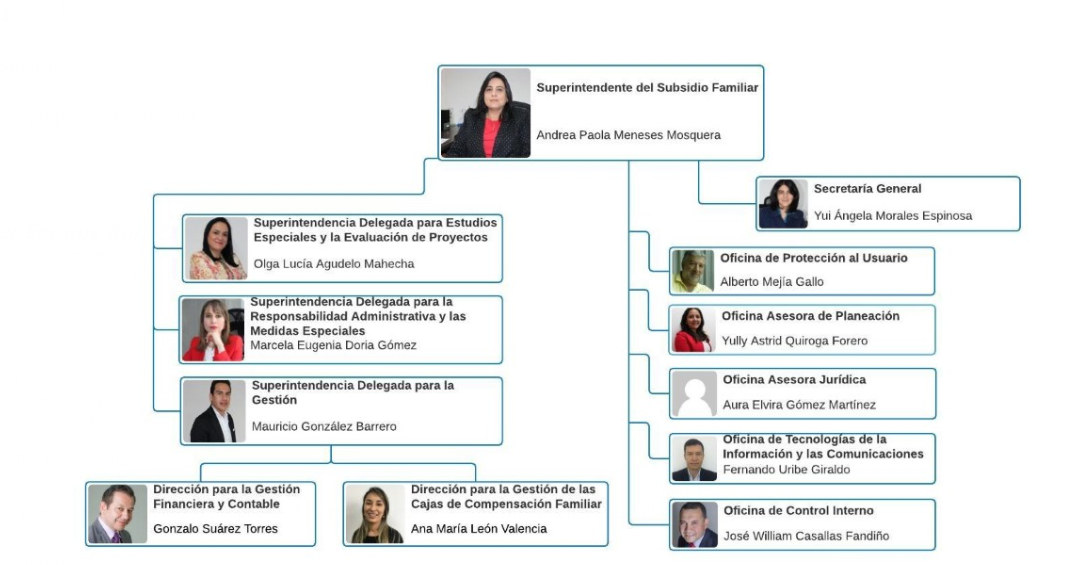 Superintendente del Subsidio Familiar
Andrea Paola Meneses Mosquera
Secretaría General
Yui Ángela Morales Espinosa
Superintendencia Delegada para Estudios
Especiales y la Evaluación de Proyectos
Olga Lucía Agudelo Mahecha
Superintendencia Delegada para la
Responsabilidad Administrativa y las
Medidas Especiales
Marcela Eugenia Doria Gómez
Superintendencia Delegada para la
Gestión
Mauricio González Barrero
Dirección para la Gestión
Financiera y Contable
Gonzalo Suárez Torres
Dirección para la Gestión de las
Cajas de Compensación Familiar
Ana María León Valencia
Oficina de Protección al Usuario
Alberto Mejía Gallo
Oficina Asesora de Planeación
Yully Astrid Quiroga Forero
Oficina Asesora Jurídica
Aura Elvira Gómez Martínez
Oficina de Tecnologías de la
Información y las Comunicaciones
Fernando Uribe Giraldo
Oficina de Control Interno
José William Casallas Fandiño